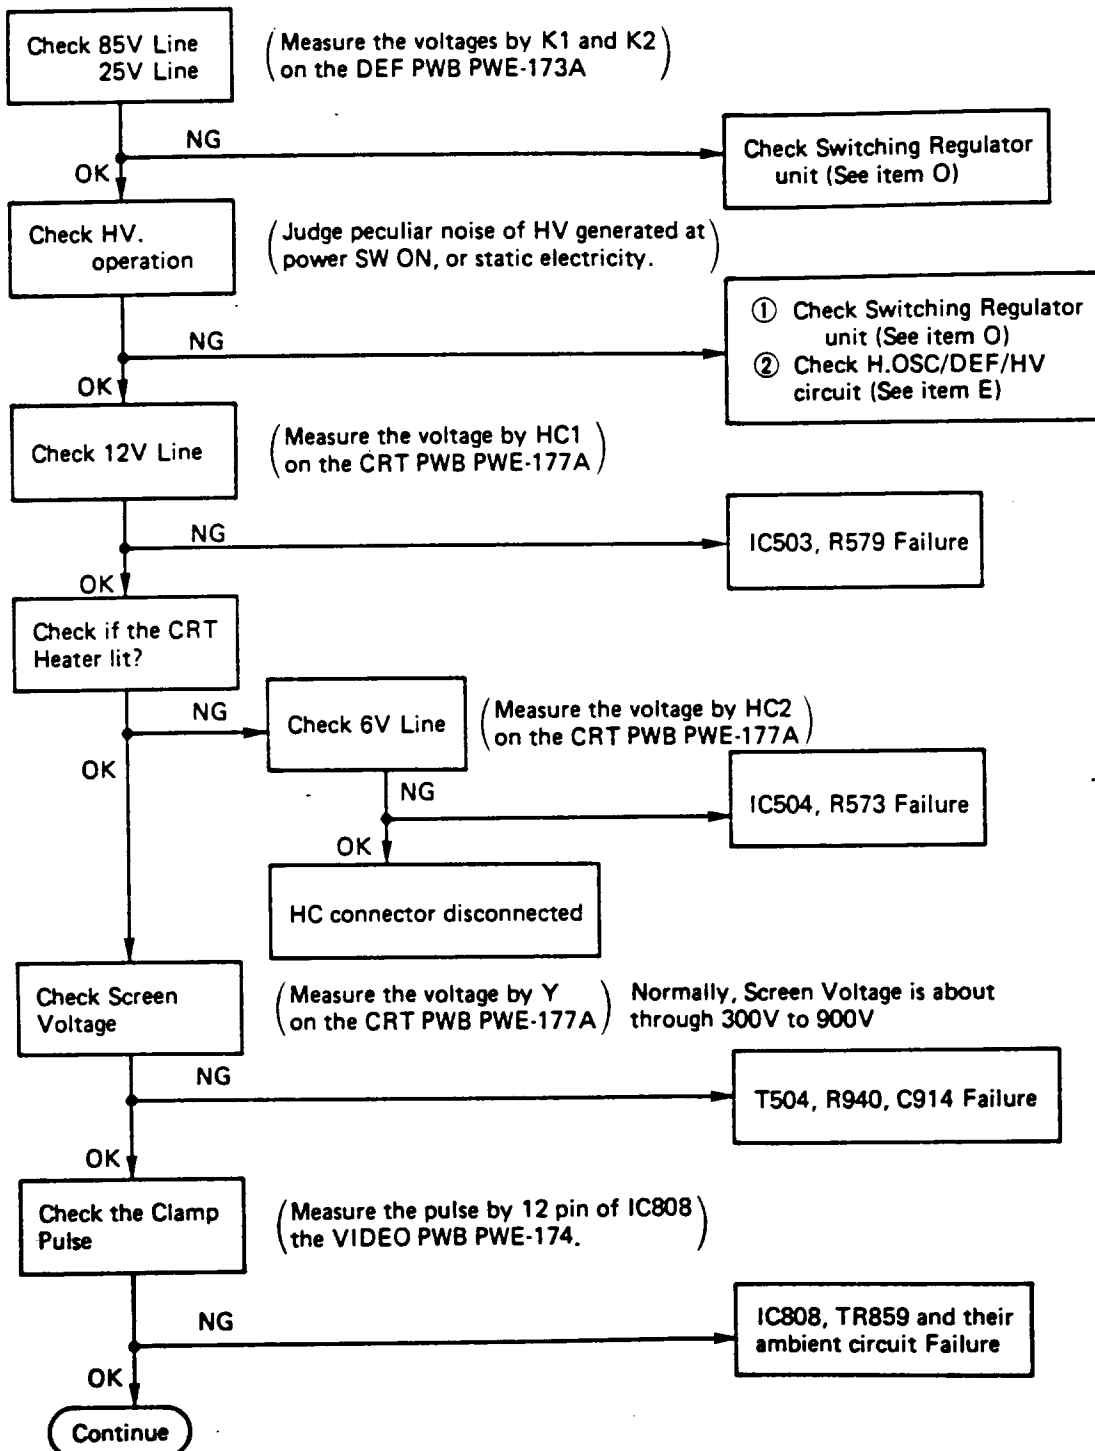 Check 85V Line
25V Line
(Measure the voltages by K1 and K2
on the DEF PWB PWE-173A)
NG
OK
Check Switching Regulator
unit (See item O)
Check HV.
operation
(Judge peculiar noise of HV generated at
power SW ON, or static electricity.)
NG
OK
① Check Switching Regulator
unit (See item O)
② Check H.OSC/DEF/HV
circuit (See item E)
Check 12V Line
(Measure the voltage by HC1
on the CRT PWB PWE-177A)
NG
OK
IC503, R579 Failure
Check if the CRT
Heater lit?
NG
OK
Check 6V Line
(Measure the voltage by HC2
on the CRT PWB PWE-177A)
NG
OK
IC504, R573 Failure
HC connector disconnected
Check Screen
Voltage
(Measure the voltage by Y
on the CRT PWB PWE-177A)
Normally, Screen Voltage is about
through 300V to 900V
NG
OK
T504, R940, C914 Failure
Check the Clamp
Pulse
(Measure the pulse by 12 pin of IC808
the VIDEO PWB PWE-174.)
NG
OK
IC808, TR859 and their
ambient circuit Failure
Continue